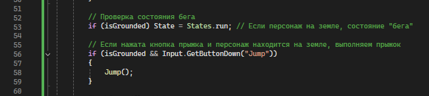 51
52 // Проверка состояния бега
53 if (isGrounded) State = States.run; // Если персонаж на земле, состояние "бега"
54
55 // Если нажата кнопка прыжка и персонаж находится на земле, выполняем прыжок
56 if (isGrounded && Input.GetButtonDown("Jump"))
57 {
58 Jump();
59 }
60